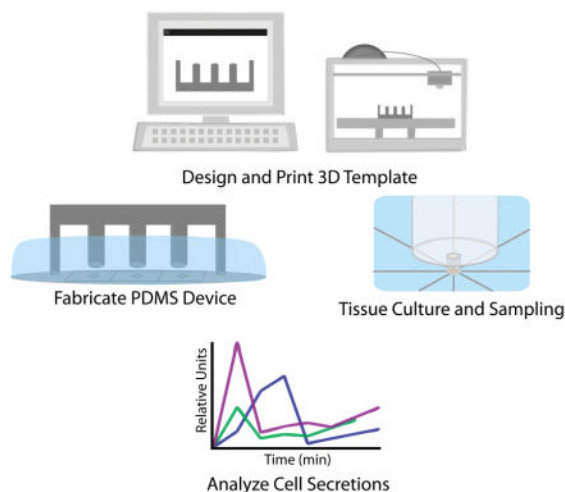 Design and Print 3D Template
Fabricate PDMS Device
Tissue Culture and Sampling
Relative Units
Time (min)
Analyze Cell Secretions